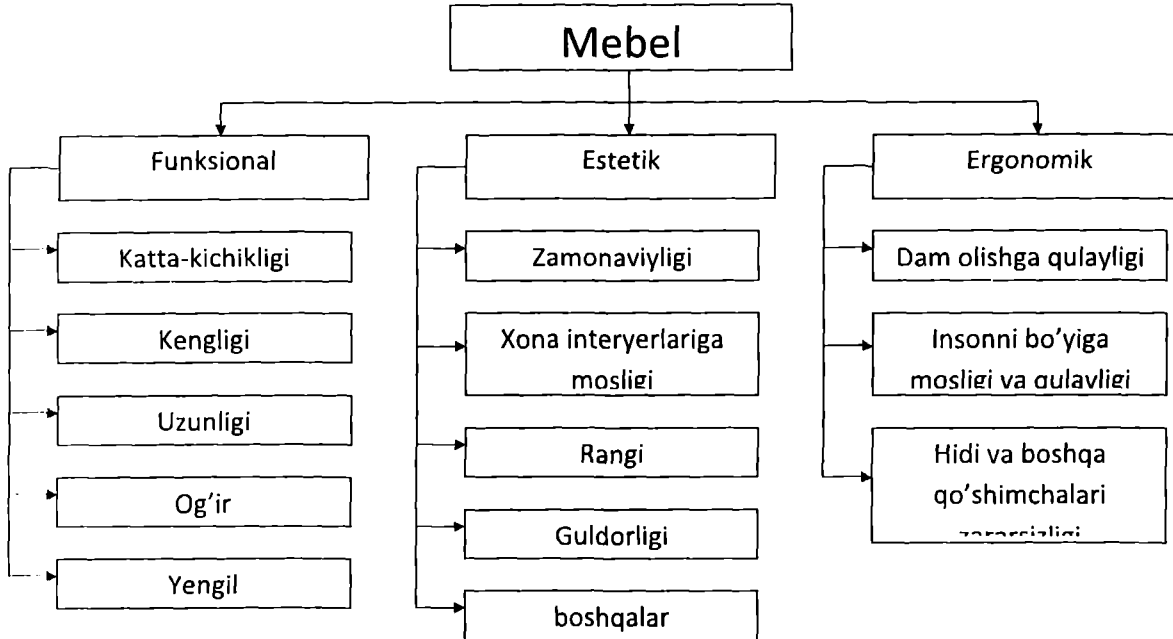 Mebel
Funksional
Katta-kichikligi
Kengligi
Uzunligi
Og'ir
Yengil
Estetik
Zamonaviyligi
Xona interyerlariga
mosligi
Rangi
Guldorligi
boshqalar
Ergonomik
Dam olishga qulayligi
Insonni bo'yiga
mosligi va qulayligi
Hidi va boshqa
qo'shimchalari
zararsizligi